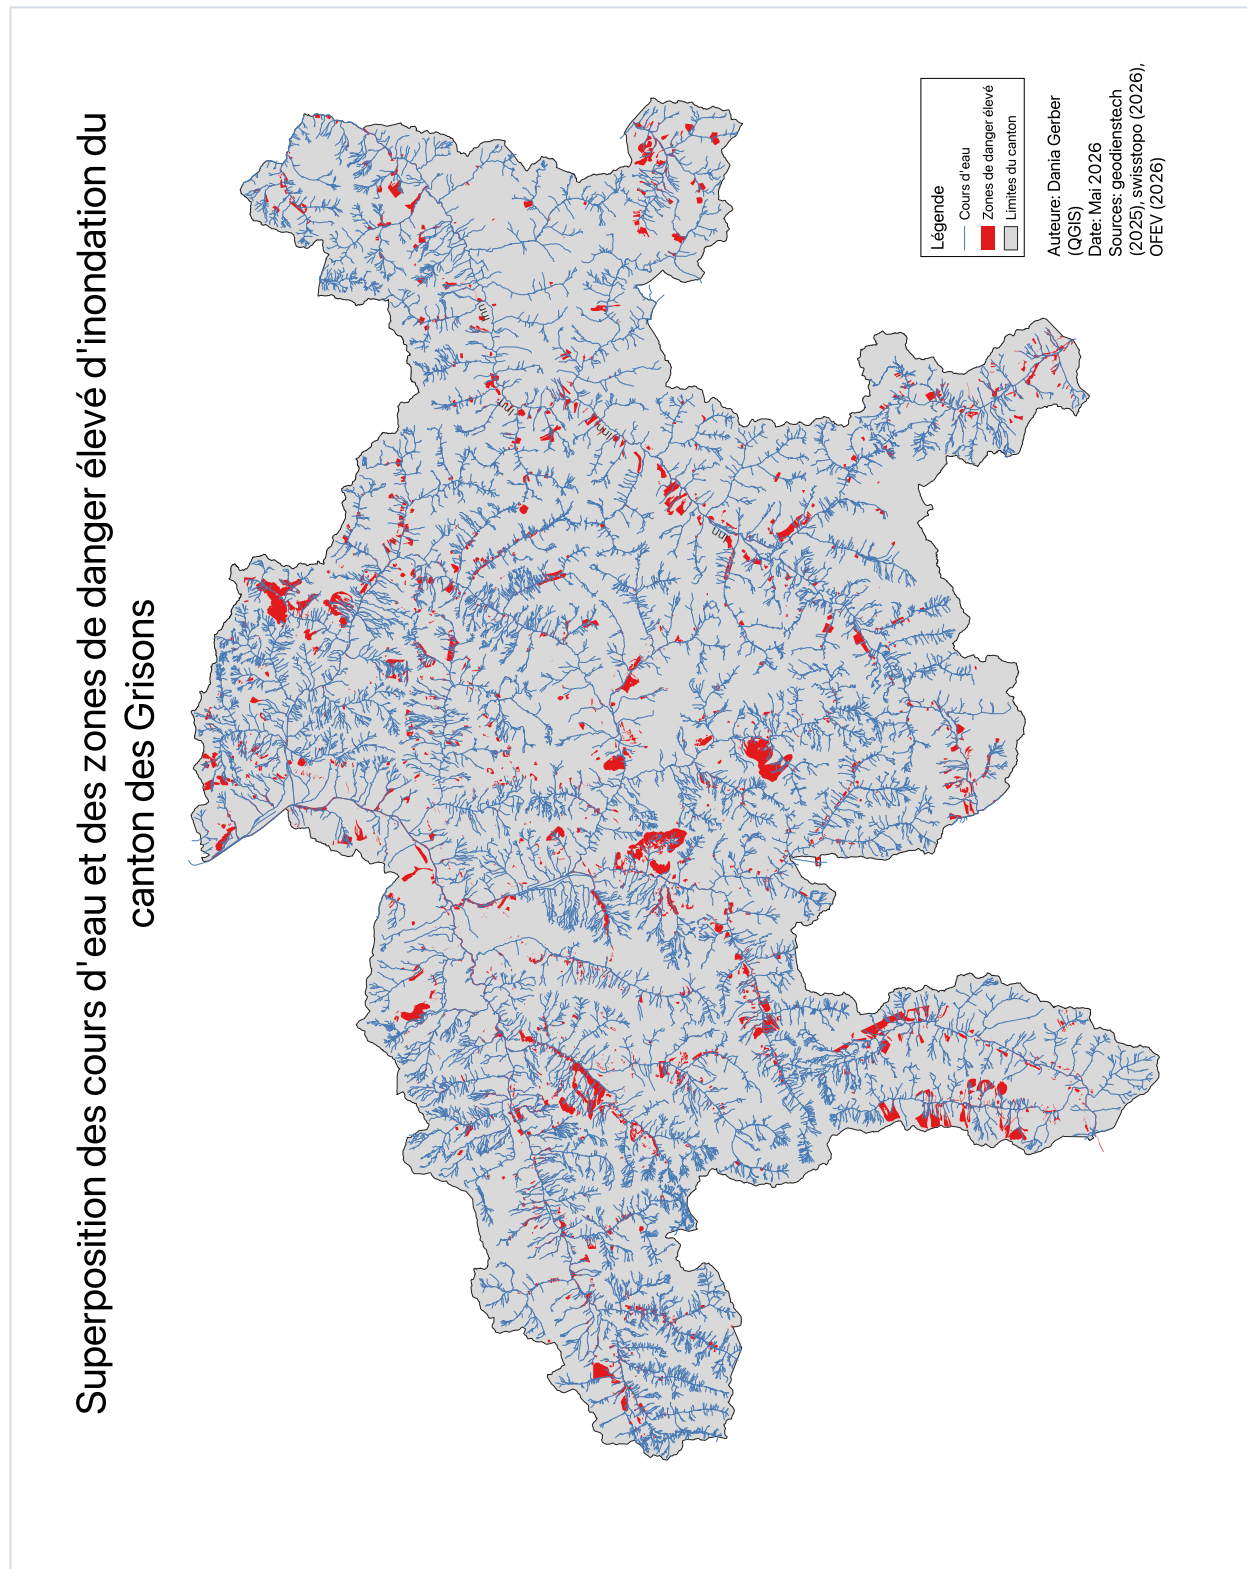 Superposition des cours d'eau et des zones de danger élevé d'inondation du
canton des Grisons
Légende
Cours d'eau
Zones de danger élevé
Limites du canton
Auteure: Dania Gerber
(QGIS)
Date: Mai 2026
Sources: geodienstech
(2025), swisstopo (2026),
OFEV (2026)